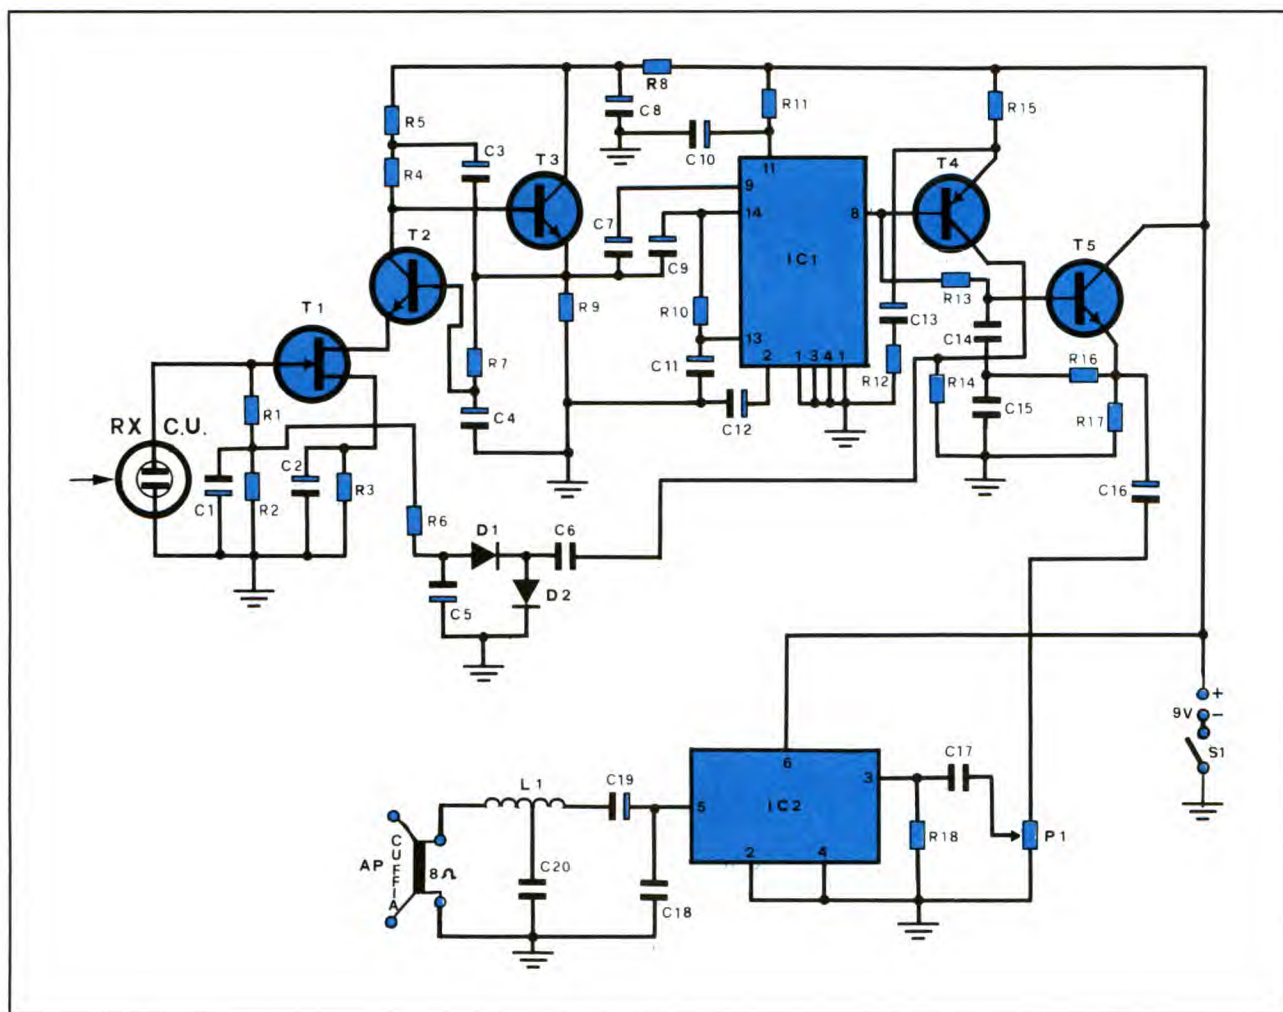 R8
R11
R15
R5
C8
C3
C10
R4
T3
T4
11
9
C7
14
8
T5
T2
C9
IC1
R9
R13
T1
R10
C13
C14
13
R7
C11
R16
2
1
3
4
1
R12
R14
R1
C4
C12
C15
R17
RX C.U.
C2
C1
R2
R3
C16
R6
D1
C6
C5
D2
+
9V
−
S1
C19
6
C17
L1
3
5
IC2
R18
P1
AP
CUFFIA
8Ω
C20
2
4
C18